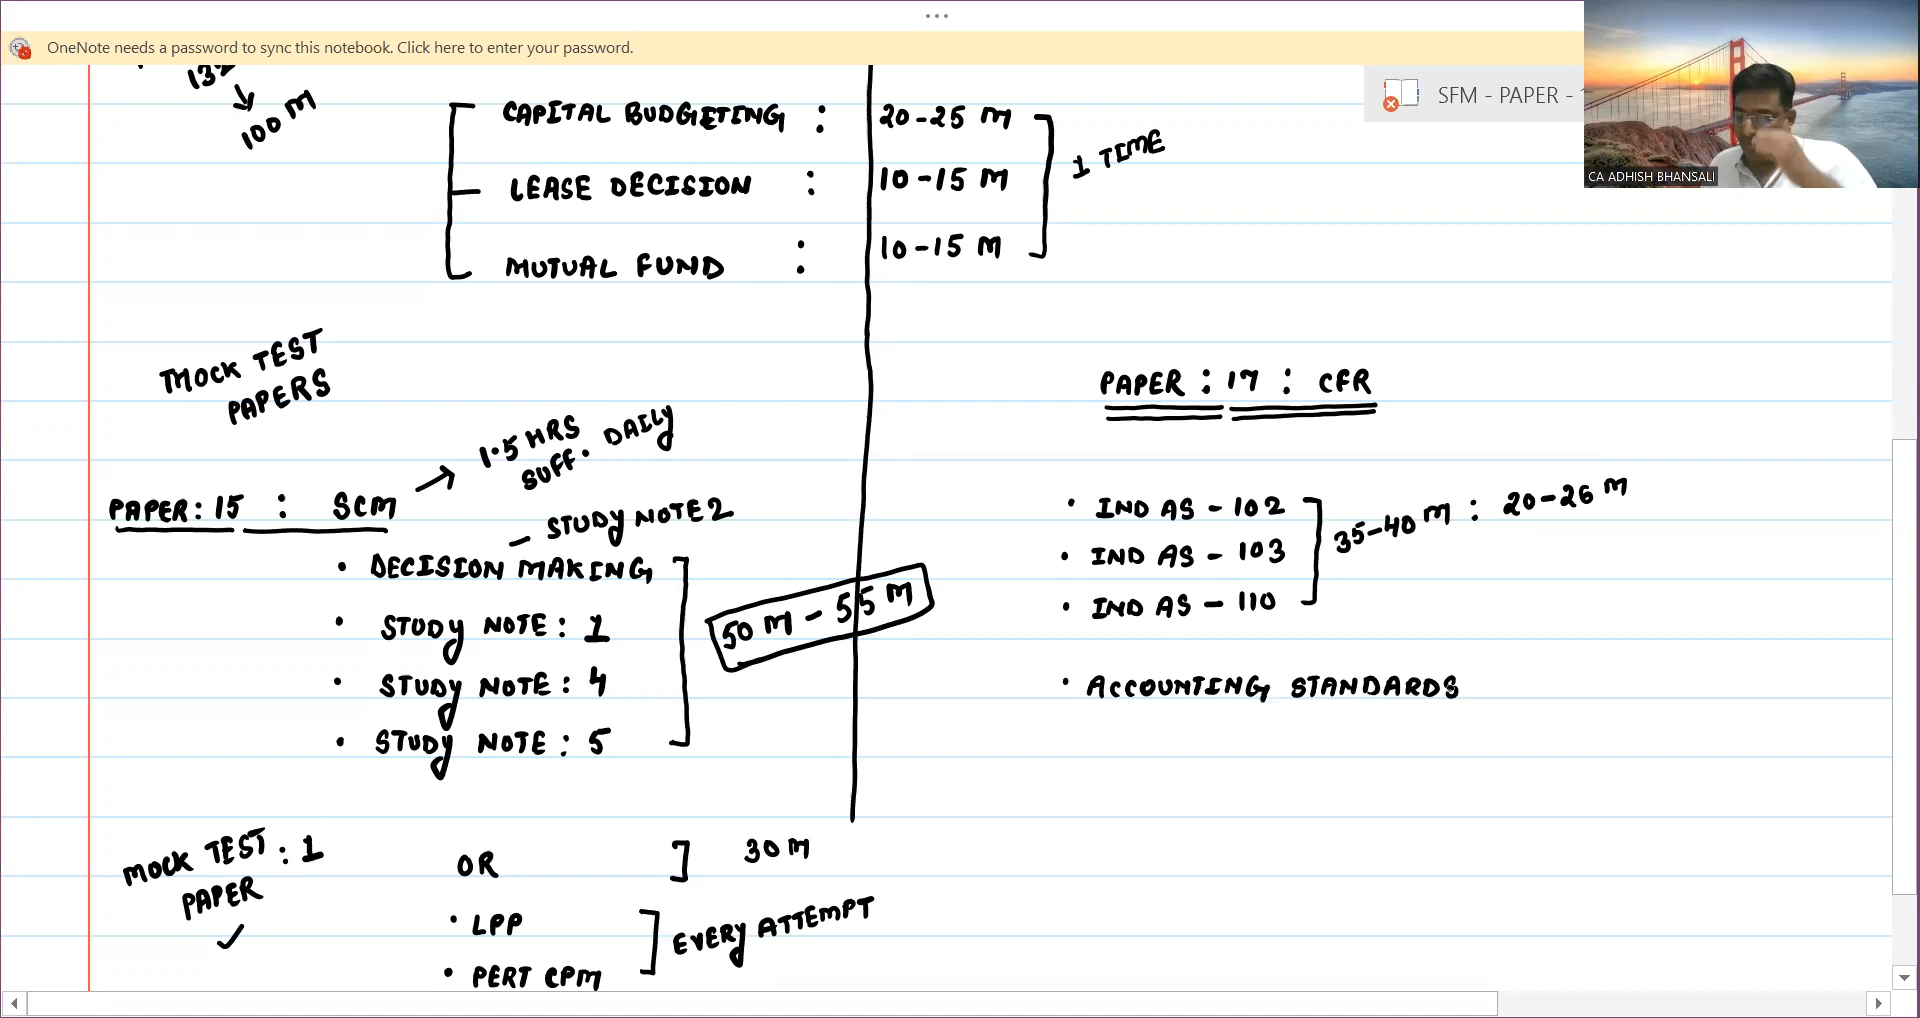 OneNote needs a password to sync this notebook. Click here to enter your password.
SFM - PAPER -
CA ADHISH BHANSALI
100 M
CAPITAL BUDGETING : 20-25 M
LEASE DECISION : 10-15 M
MUTUAL FUND : 10-15 M
1 TIME
MOCK TEST
PAPERS
PAPER: 15 : SCM
1.5 HRS
SUFF. DAILY
- STUDY NOTE 2
• DECISION MAKING
• STUDY NOTE: 1
• STUDY NOTE: 4
• STUDY NOTE: 5
50 M - 55 M
MOCK TEST: 1
PAPER
OR
30 M
• LPP
• PERT CPM
EVERY ATTEMPT
PAPER : 17 : CFR
• IND AS - 102
• IND AS - 103
• IND AS - 110
35-40 M : 20-26 M
• ACCOUNTING STANDARDS